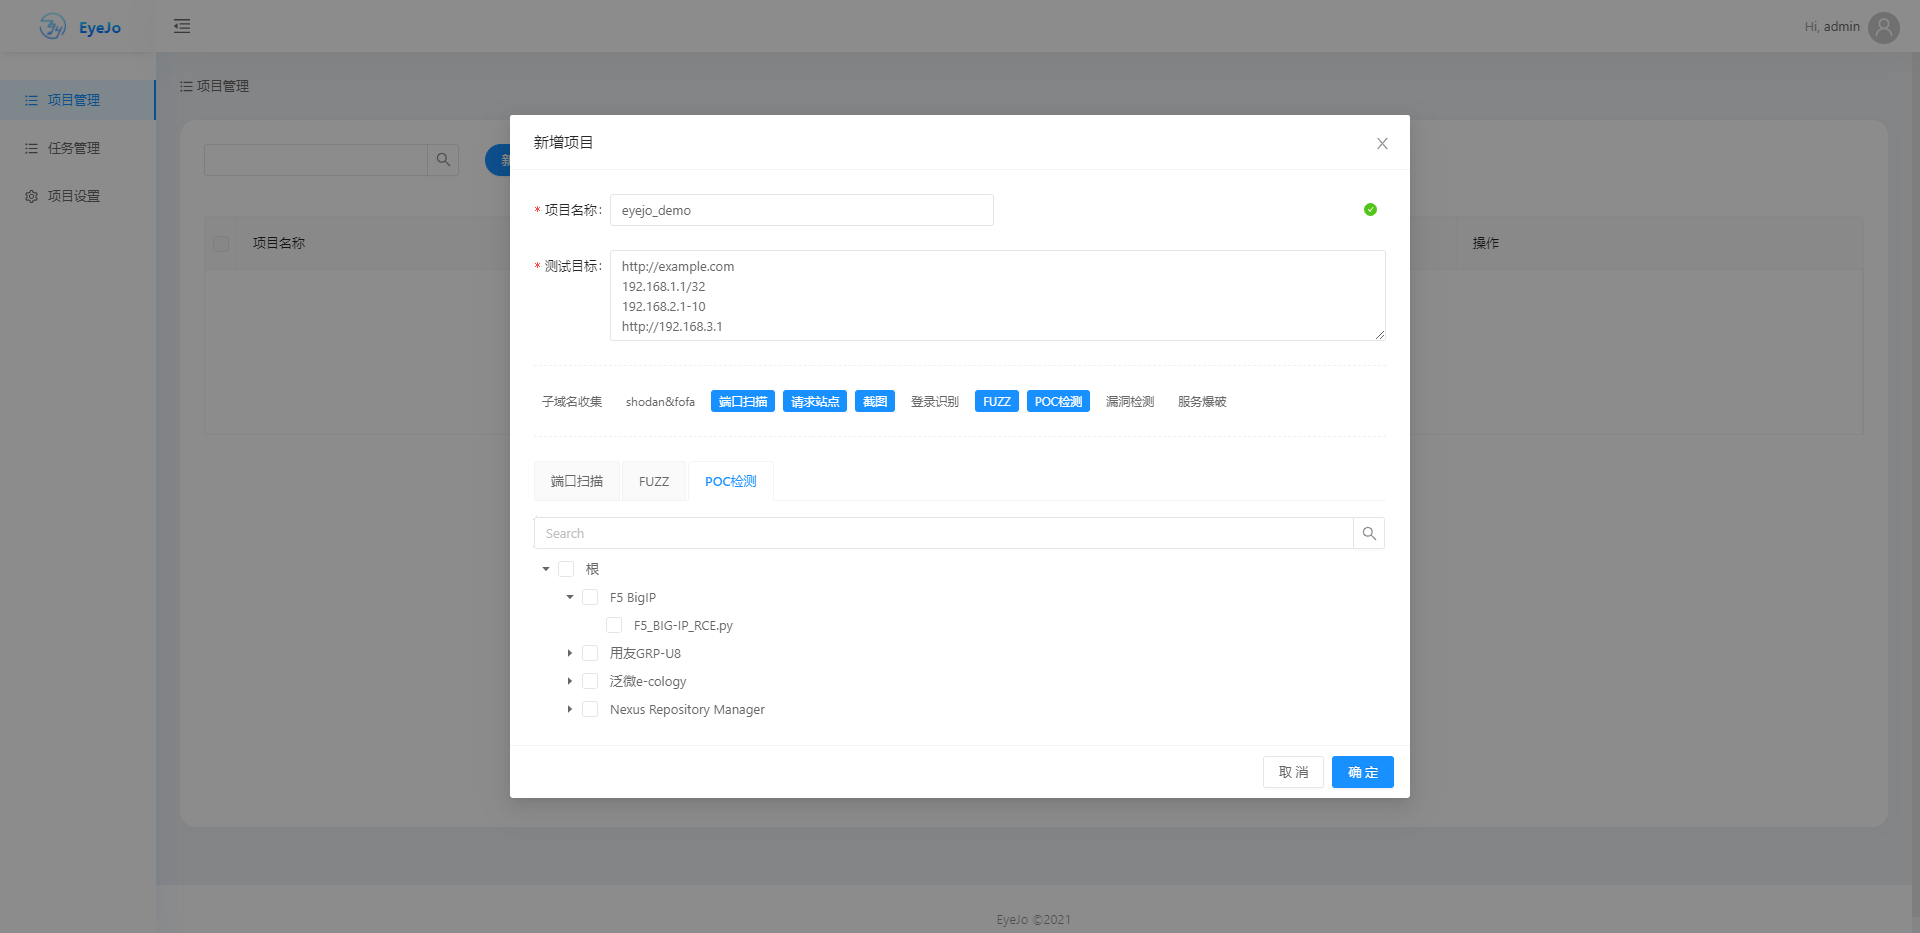 EyeJo
Hi, admin
项目管理
任务管理
项目设置
项目管理
新
项目名称
操作
新增项目
* 项目名称:
eyejo_demo
* 测试目标:
http://example.com
192.168.1.1/32
192.168.2.1-10
http://192.168.3.1
子域名收集 shodan&fofa 端口扫描 请求站点 截图 登录识别 FUZZ POC检测 漏洞检测 服务爆破
端口扫描 FUZZ POC检测
Search
根
F5 BigIP
F5_BIG-IP_RCE.py
用友GRP-U8
泛微e-cology
Nexus Repository Manager
取 消 确 定
EyeJo ©2021